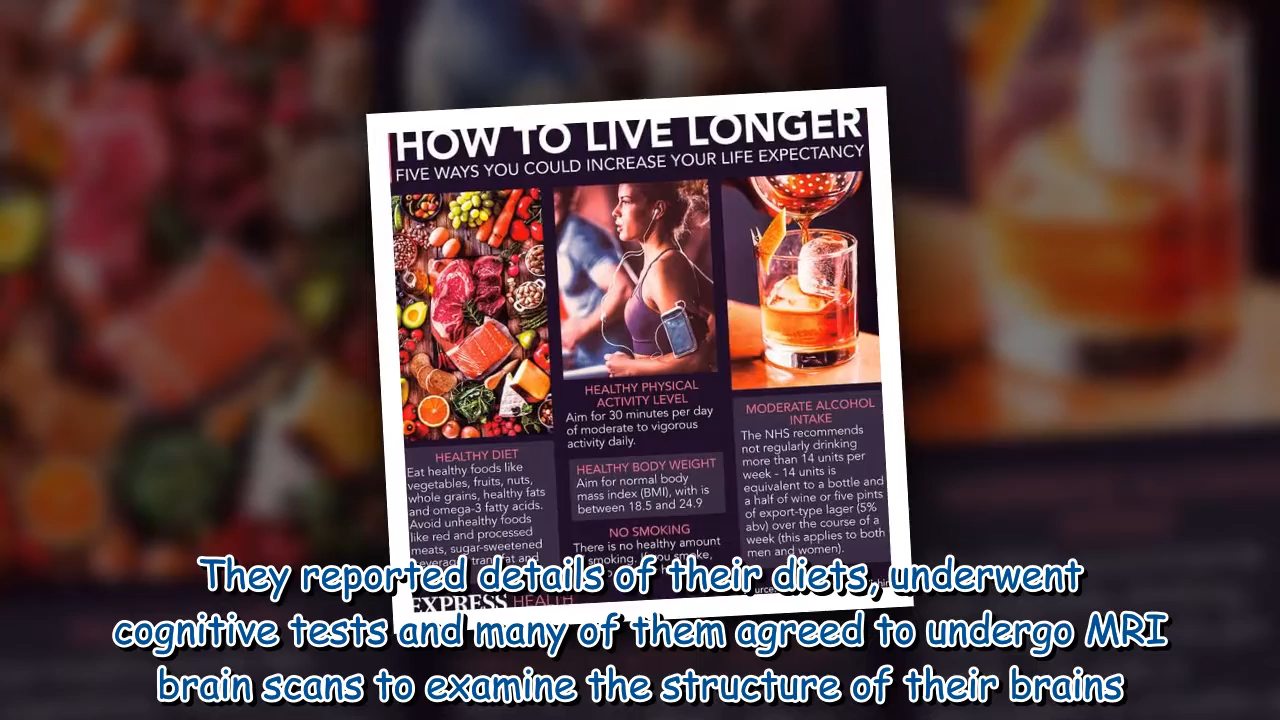 HOW TO LIVE LONGER
FIVE WAYS YOU COULD INCREASE YOUR LIFE EXPECTANCY
HEALTHY DIET
Eat healthy foods like
vegetables, fruits, nuts,
whole grains, healthy fats
and omega-3 fatty acids.
Avoid unhealthy foods
like red and processed
meats, sugar-sweetened
trans fat and
HEALTHY PHYSICAL
ACTIVITY LEVEL
Aim for 30 minutes per day
of moderate to vigorous
activity daily.
HEALTHY BODY WEIGHT
Aim for normal body
mass index (BMI), with is
between 18.5 and 24.9
NO SMOKING
There is no healthy amount
smoking. If you smoke,
MODERATE ALCOHOL
INTAKE
The NHS recommends
not regularly drinking
more than 14 units per
week - 14 units is
equivalent to a bottle and
a half of wine or five pints
of export-type lager (5%
abv) over the course of a
week (this applies to both
men and women).
EXPRESS HEALTH
They reported details of their diets, underwent
cognitive tests and many of them agreed to undergo MRI
brain scans to examine the structure of their brains